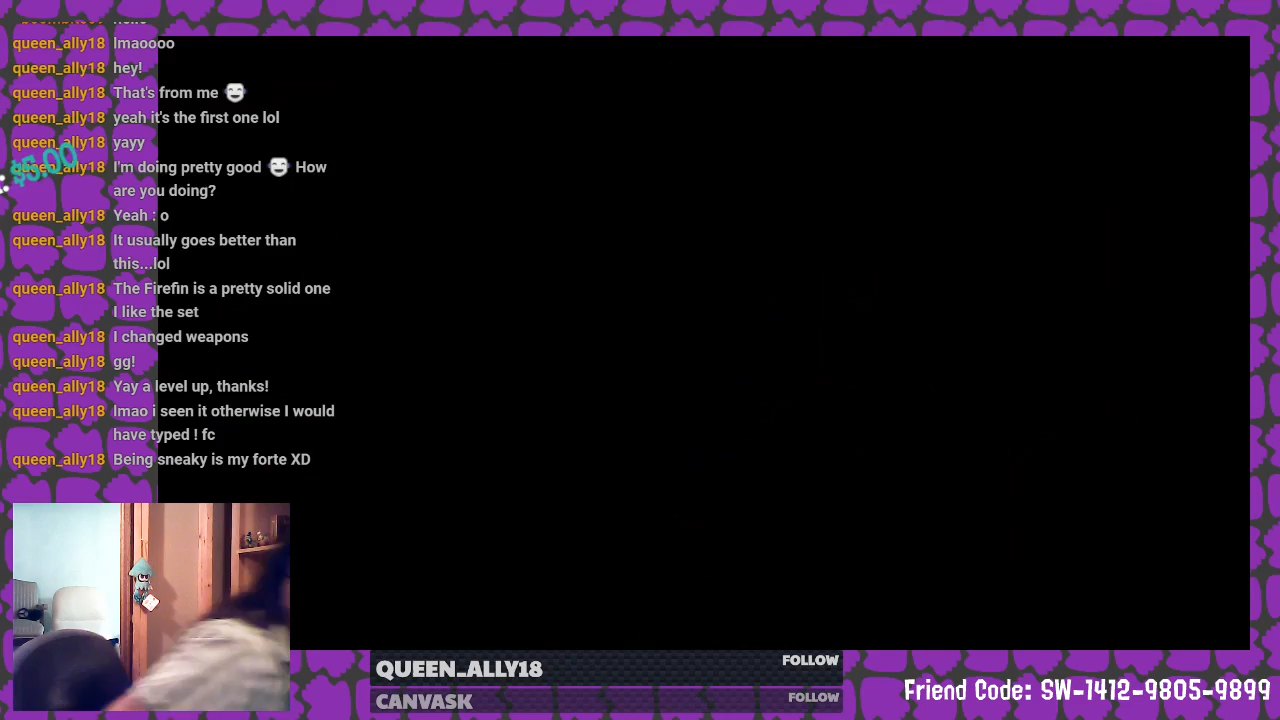 queen_ally18 lmaoooo
queen_ally18 hey!
queen_ally18 That's from me
queen_ally18 yeah it's the first one lol
queen_ally18 yayy
$5.00
queen_ally18 I'm doing pretty good How
are you doing?
queen_ally18 Yeah : o
queen_ally18 It usually goes better than
this...lol
queen_ally18 The Firefin is a pretty solid one
I like the set
queen_ally18 I changed weapons
queen_ally18 gg!
queen_ally18 Yay a level up, thanks!
queen_ally18 lmao i seen it otherwise I would
have typed ! fc
queen_ally18 Being sneaky is my forte XD
QUEEN_ALLY18 FOLLOW
CANVASK FOLLOW
Friend Code: SW-1412-9805-9899